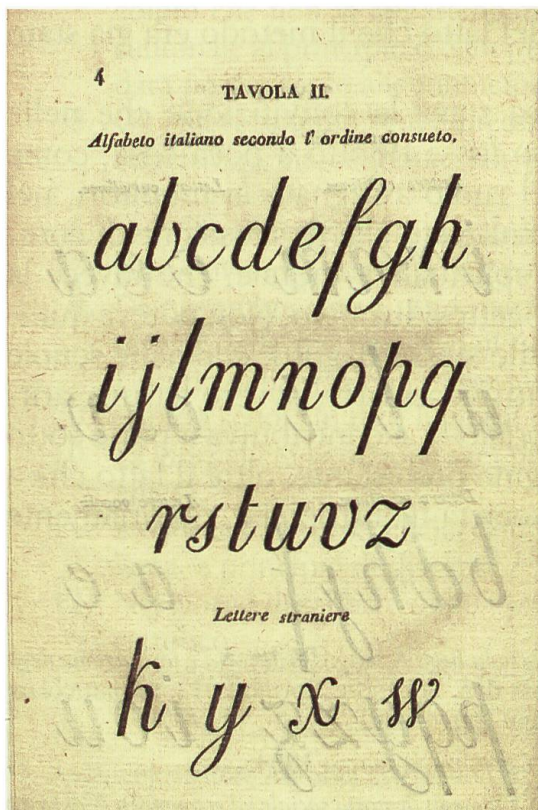 4
TAVOLA II.
Alfabeto italiano secondo l' ordine consueto.
abcdefgh
ijlmnopq
rstuvz
Lettere straniere
k y x w